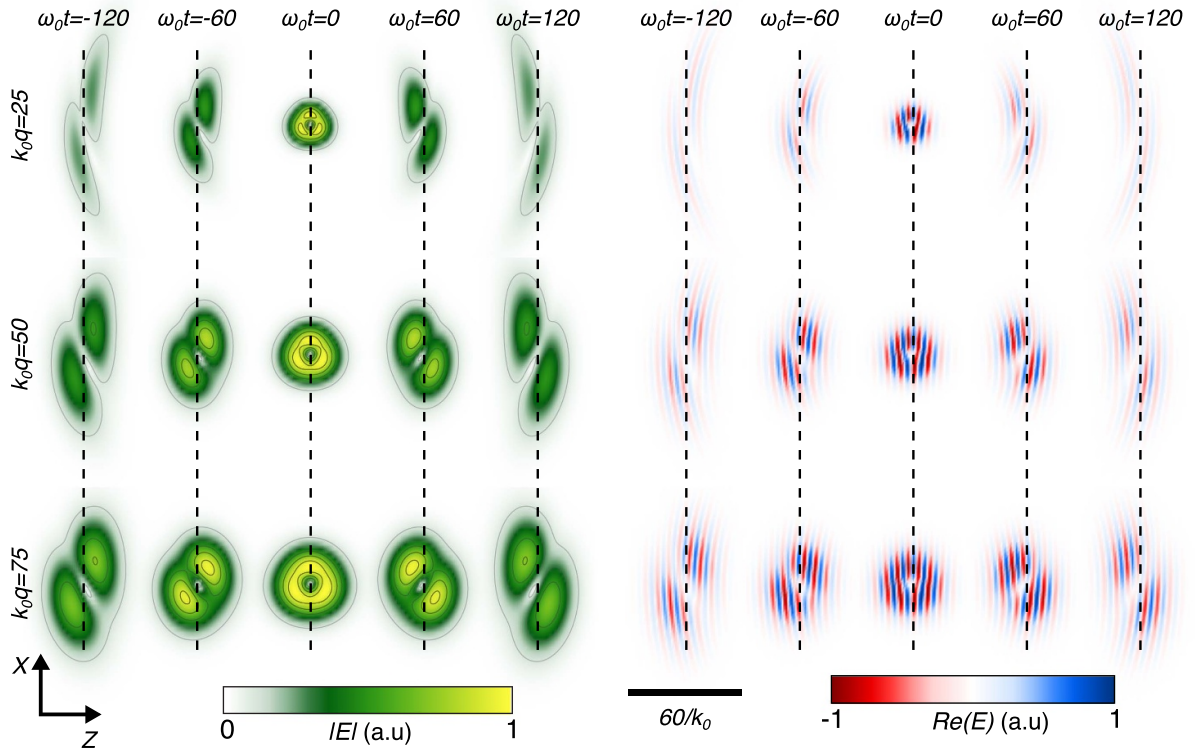 ω₀t=-120 ω₀t=-60 ω₀t=0 ω₀t=60 ω₀t=120 ω₀t=-120 ω₀t=-60 ω₀t=0 ω₀t=60 ω₀t=120
k₀q=25
k₀q=50
k₀q=75
X
Z
0 |E| (a.u) 1
60/k₀
-1 Re(E) (a.u) 1